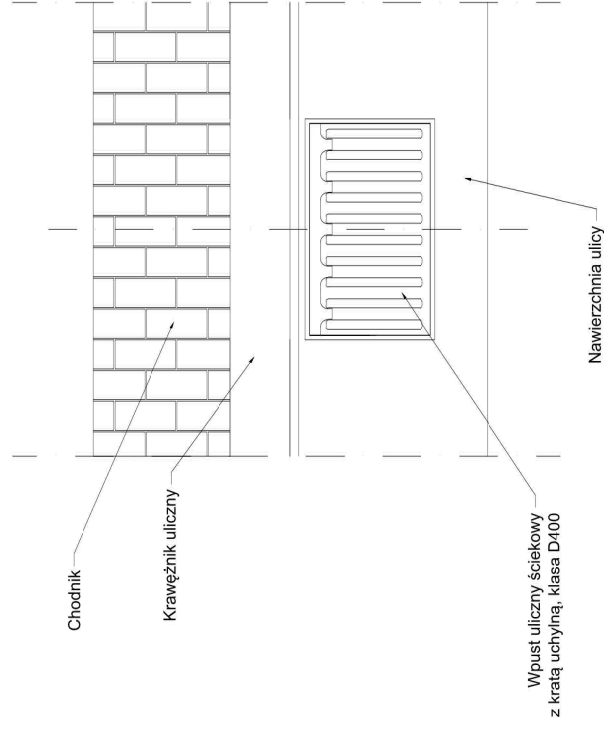 Chodnik
Krawężnik uliczny
Wpust uliczny ściekowy
z kratą uchylną, klasa D400
Nawierzchnia ulicy